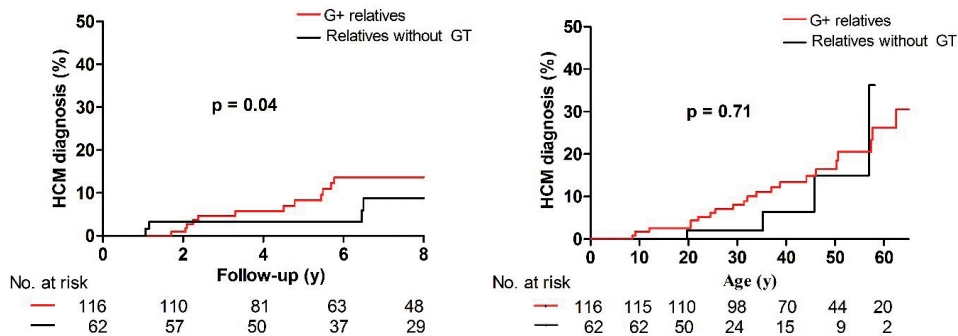 G+ relatives
Relatives without GT
50
40
30
20
10
0
HCM diagnosis (%)
p = 0.04
0 2 4 6 8
Follow-up (y)
No. at risk
116 110 81 63 48
62 57 50 37 29
G+ relatives
Relatives without GT
50
40
30
20
10
0
HCM diagnosis (%)
p = 0.71
0 10 20 30 40 50 60
Age (y)
No. at risk
116 115 110 98 70 44 20
62 62 50 24 15 9 2